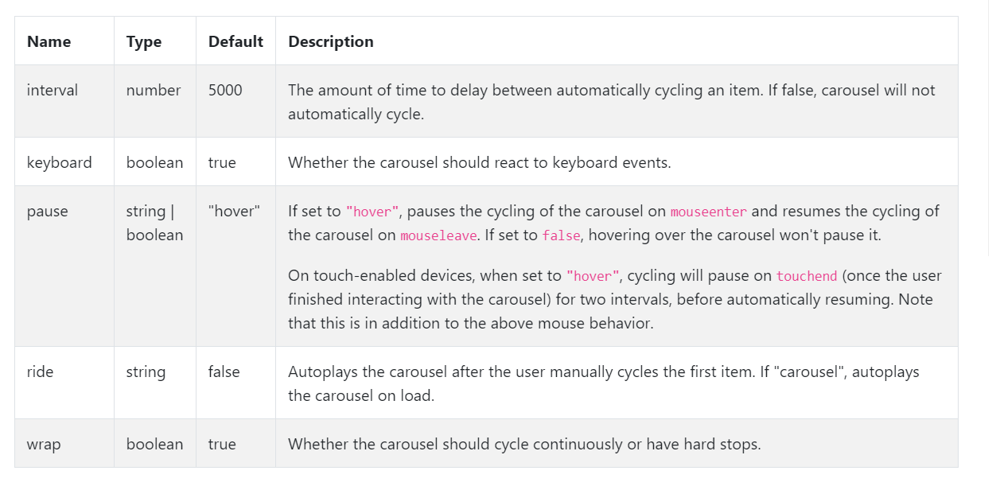 Name Type Default Description
interval number 5000 The amount of time to delay between automatically cycling an item. If false, carousel will not
automatically cycle.
keyboard boolean true Whether the carousel should react to keyboard events.
pause string | "hover" If set to "hover", pauses the cycling of the carousel on mouseenter and resumes the cycling of
boolean the carousel on mouseleave. If set to false, hovering over the carousel won't pause it.
On touch-enabled devices, when set to "hover", cycling will pause on touchend (once the user
finished interacting with the carousel) for two intervals, before automatically resuming. Note
that this is in addition to the above mouse behavior.
ride string false Autoplays the carousel after the user manually cycles the first item. If "carousel", autoplays
the carousel on load.
wrap boolean true Whether the carousel should cycle continuously or have hard stops.